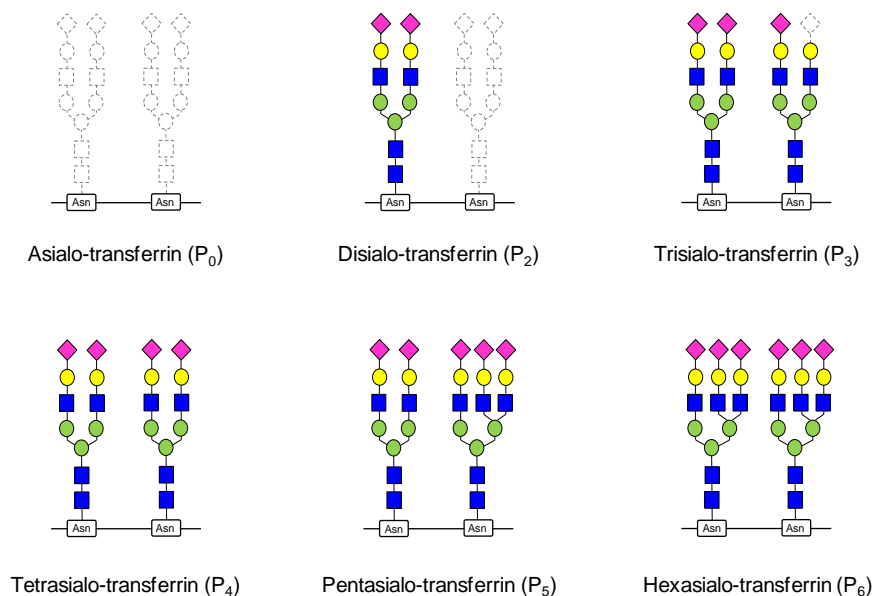 Asn Asn Asn Asn Asn Asn
Asialo-transferrin (P₀) Disialo-transferrin (P₂) Trisialo-transferrin (P₃)
Asn Asn Asn Asn Asn Asn
Tetrasialo-transferrin (P₄) Pentasialo-transferrin (P₅) Hexasialo-transferrin (P₆)